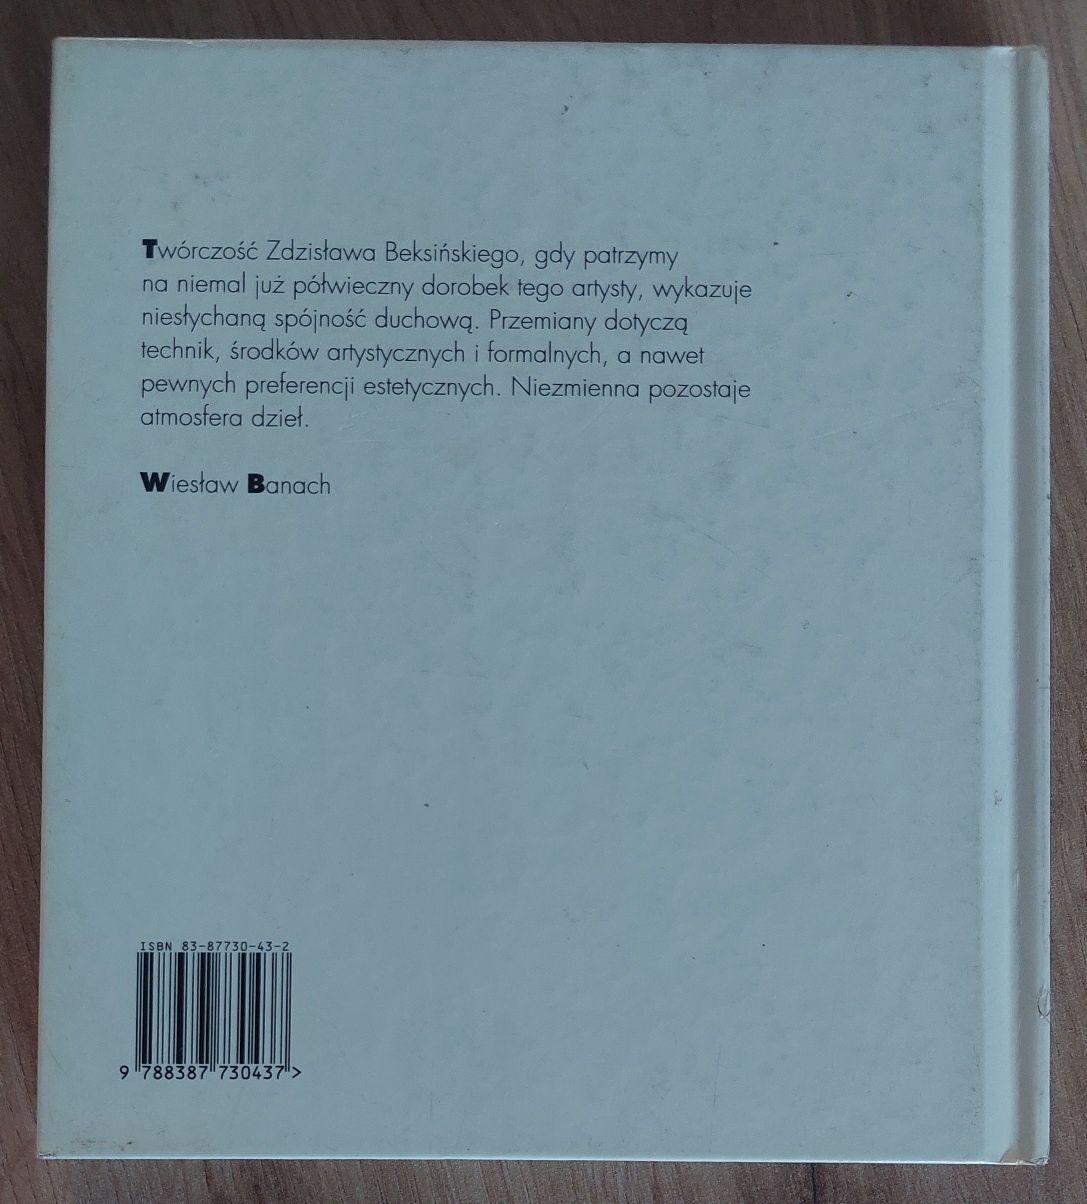 Twórczość Zdzisława Beksińskiego, gdy patrzymy
na niemal już półwieczny dorobek tego artysty, wykazuje
niesłychaną spójność duchową. Przemiany dotyczą
technik, środków artystycznych i formalnych, a nawet
pewnych preferencji estetycznych. Niezmienna pozostaje
atmosfera dzieł.
Wiesław Banach
ISBN 83-87730-43-2
9 788387 730437 >